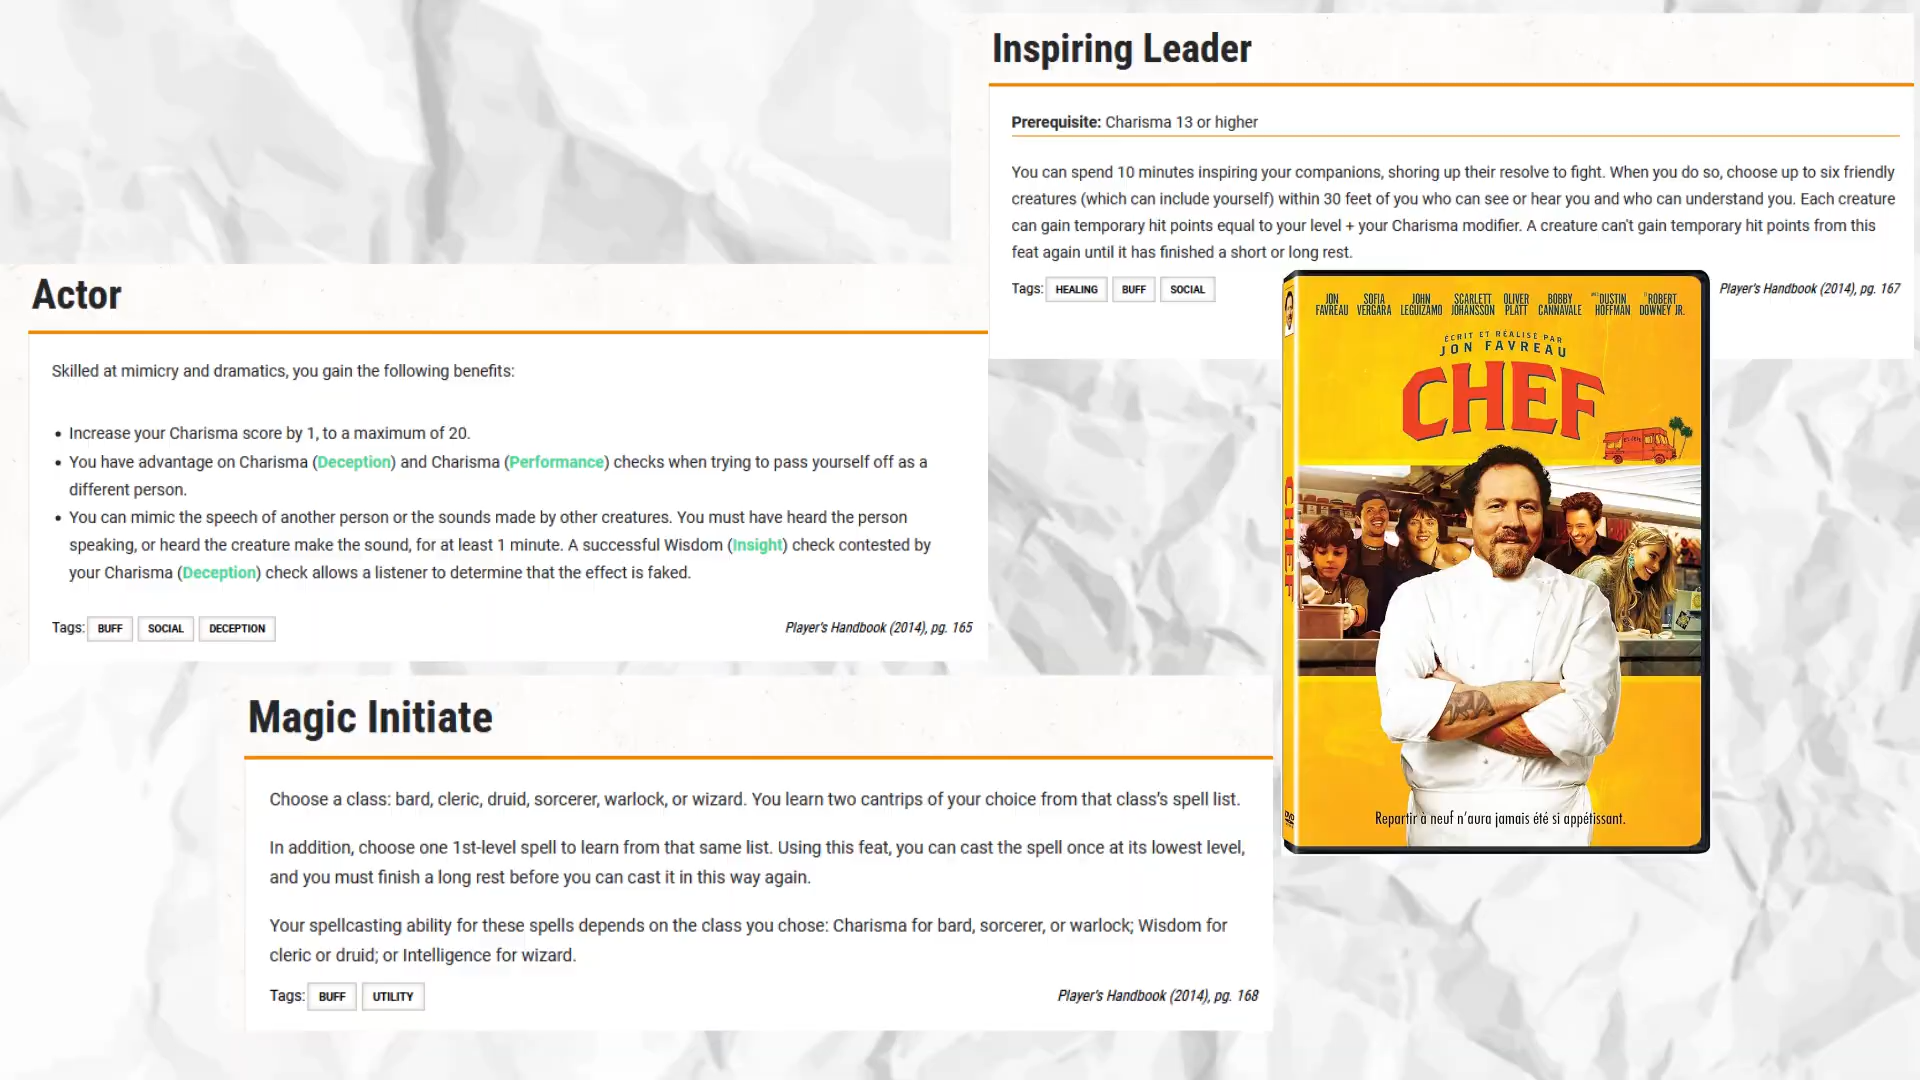 Inspiring Leader
Prerequisite: Charisma 13 or higher
You can spend 10 minutes inspiring your companions, shoring up their resolve to fight. When you do so, choose up to six friendly
creatures (which can include yourself) within 30 feet of you who can see or hear you and who can understand you. Each creature
can gain temporary hit points equal to your level + your Charisma modifier. A creature can't gain temporary hit points from this
feat again until it has finished a short or long rest.
Tags: HEALING BUFF SOCIAL
Player's Handbook (2014), pg. 167
Actor
Skilled at mimicry and dramatics, you gain the following benefits:
• Increase your Charisma score by 1, to a maximum of 20.
• You have advantage on Charisma (Deception) and Charisma (Performance) checks when trying to pass yourself off as a
different person.
• You can mimic the speech of another person or the sounds made by other creatures. You must have heard the person
speaking, or heard the creature make the sound, for at least 1 minute. A successful Wisdom (Insight) check contested by
your Charisma (Deception) check allows a listener to determine that the effect is faked.
Tags: BUFF SOCIAL DECEPTION
Player's Handbook (2014), pg. 165
JON FAVREAU SOFIA VERGARA JOHN LEGUIZAMO SCARLETT JOHANSSON OLIVER PLATT BOBBY CANNAVALE DUSTIN HOFFMAN ROBERT DOWNEY JR.
ÉCRIT ET RÉALISÉ PAR
JON FAVREAU
CHEF
CHEF
Repartir à neuf n'aura jamais été si appétissant.
Magic Initiate
Choose a class: bard, cleric, druid, sorcerer, warlock, or wizard. You learn two cantrips of your choice from that class's spell list.
In addition, choose one 1st-level spell to learn from that same list. Using this feat, you can cast the spell once at its lowest level,
and you must finish a long rest before you can cast it in this way again.
Your spellcasting ability for these spells depends on the class you chose: Charisma for bard, sorcerer, or warlock; Wisdom for
cleric or druid; or Intelligence for wizard.
Tags: BUFF UTILITY
Player's Handbook (2014), pg. 168